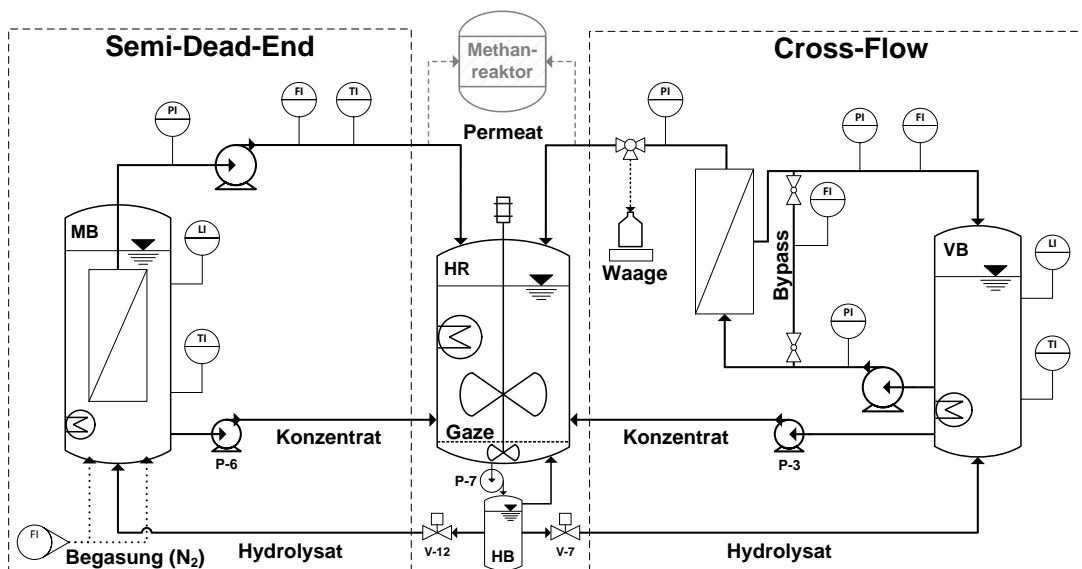 Semi-Dead-End
Methan-
reaktor
Cross-Flow
PI
FI
TI
Permeat
PI
PI
FI
MB
LI
HR
Waage
Bypass
FI
VB
LI
TI
PI
TI
Gaze
Konzentrat
Konzentrat
P-6
P-3
P-7
FI
Begasung (N₂)
Hydrolysat
V-12
HB
V-7
Hydrolysat